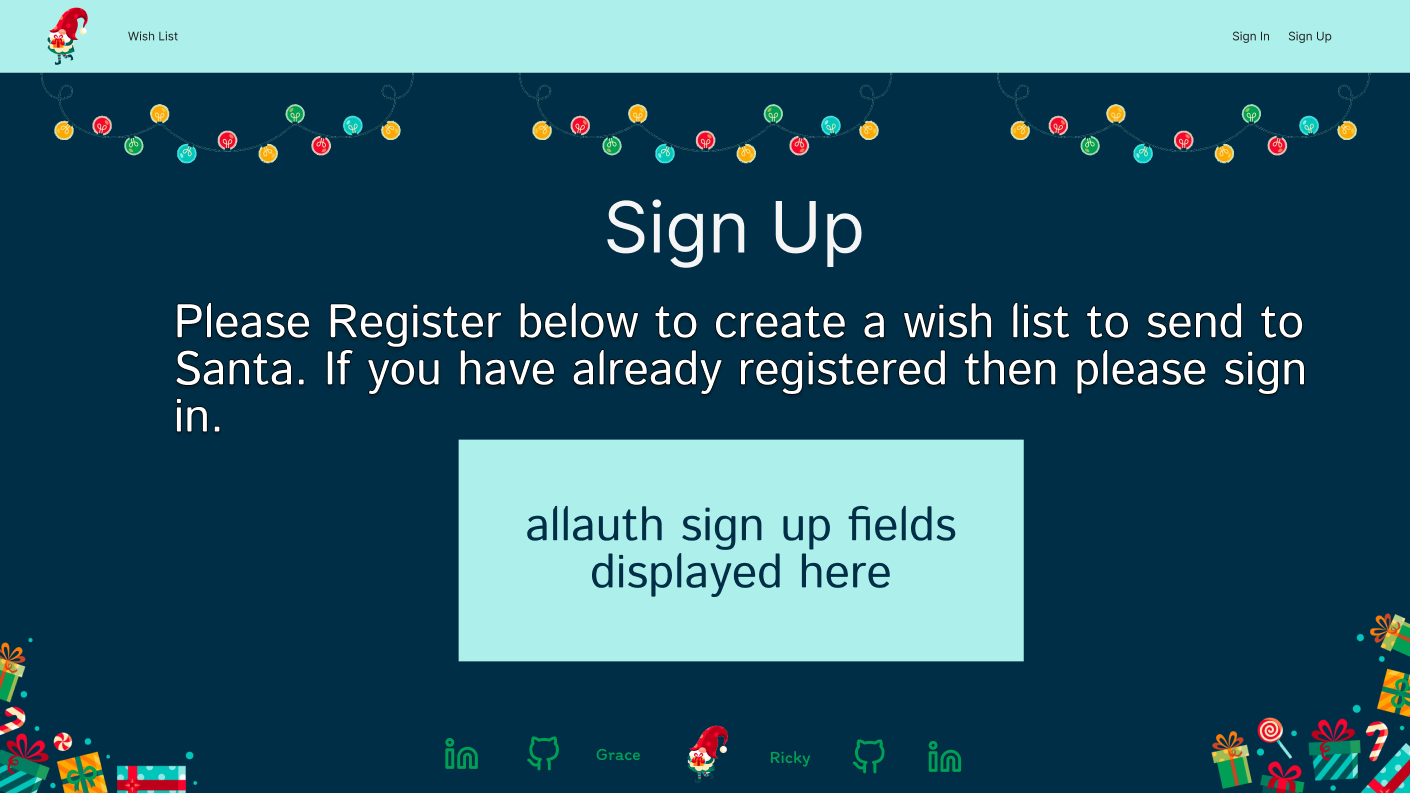 Wish List
Sign In
Sign Up
Sign Up
Please Register below to create a wish list to send to
Santa. If you have already registered then please sign
in.
allauth sign up fields
displayed here
Grace
Ricky